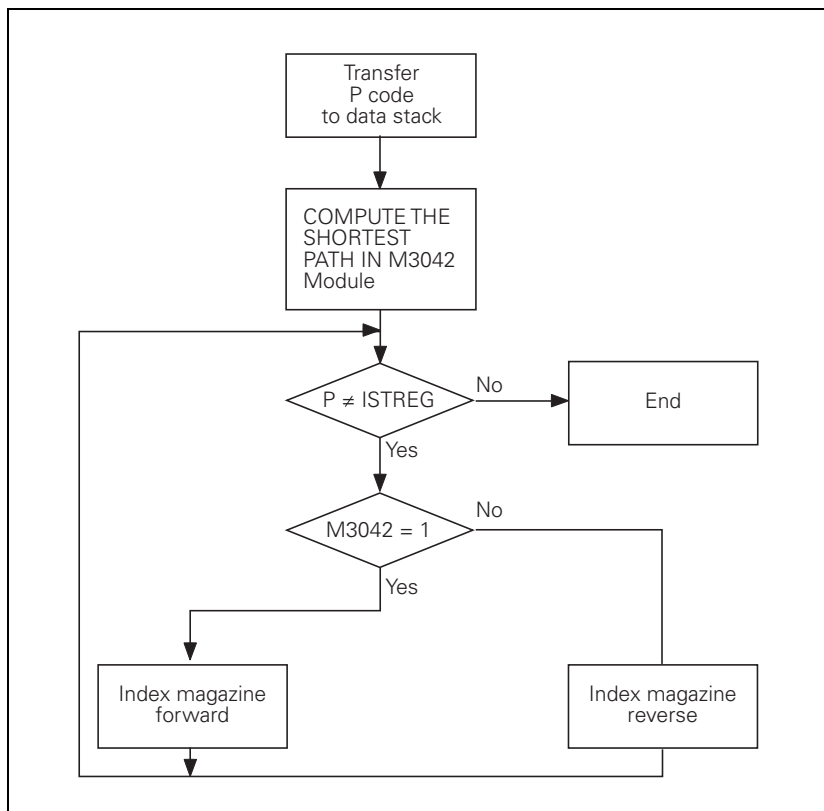 Transfer
P code
to data stack
COMPUTE THE
SHORTEST
PATH IN M3042
Module
P ≠ ISTREG
No
End
Yes
M3042 = 1
No
Yes
Index magazine
forward
Index magazine
reverse